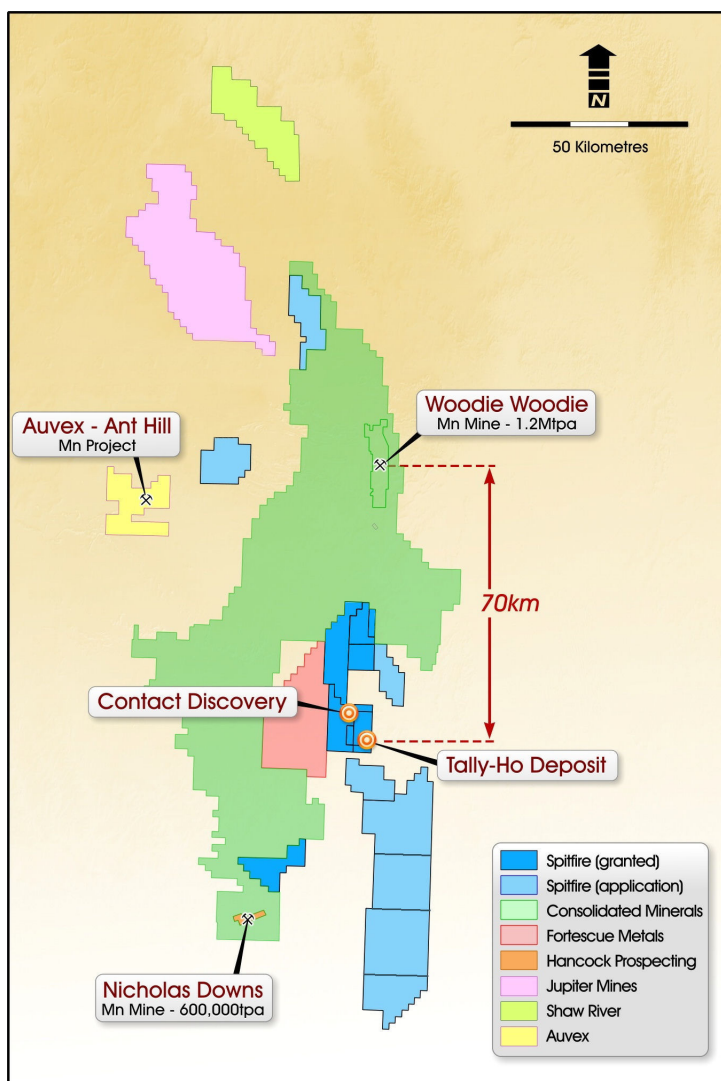 N
50 Kilometres
Auvex - Ant Hill
Mn Project
Woodie Woodie
Mn Mine - 1.2Mtpa
70km
Contact Discovery
Tally-Ho Deposit
Nicholas Downs
Mn Mine - 600,000tpa
Spitfire (granted)
Spitfire (application)
Consolidated Minerals
Fortescue Metals
Hancock Prospecting
Jupiter Mines
Shaw River
Auvex